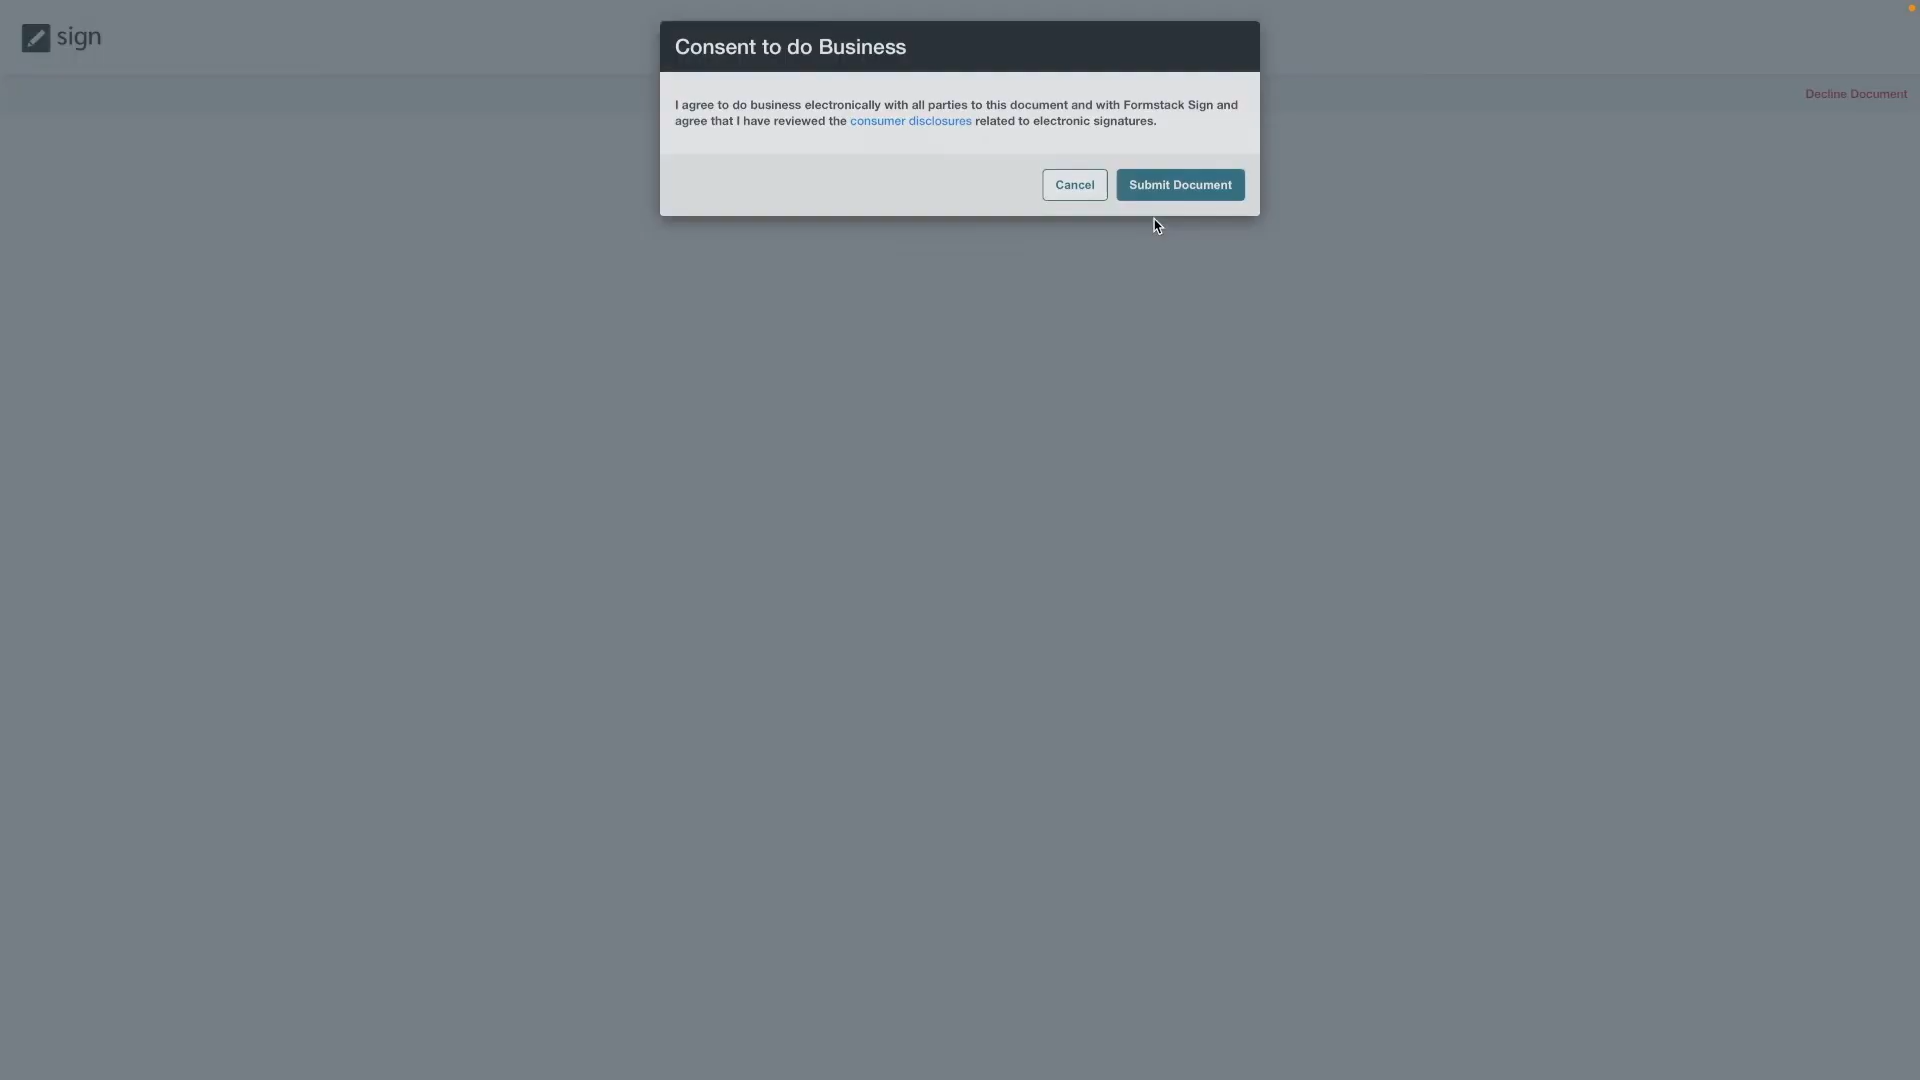 sign
Consent to do Business
Decline Document
I agree to do business electronically with all parties to this document and with Formstack Sign and
agree that I have reviewed the consumer disclosures related to electronic signatures.
Cancel
Submit Document